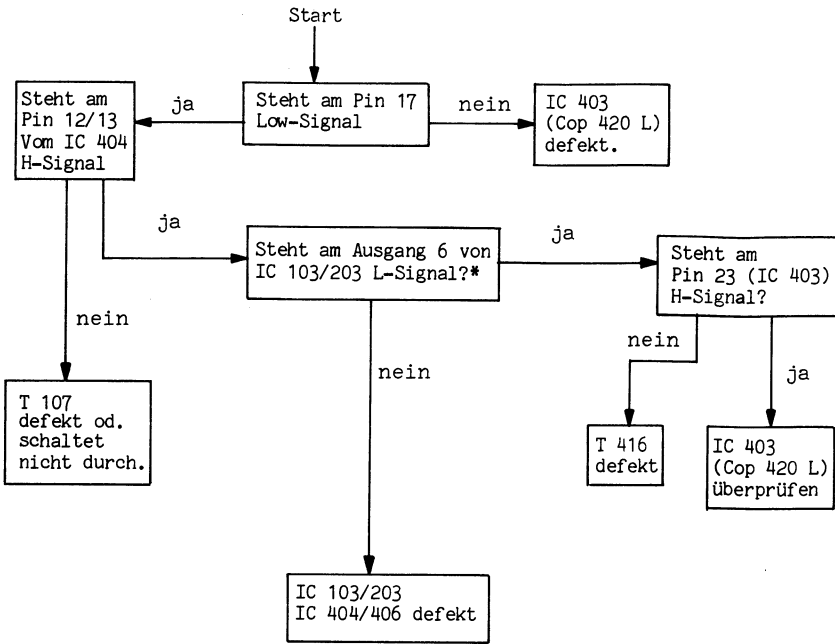 Start
Steht am
Pin 12/13
Vom IC 404
H-Signal
ja
Steht am Pin 17
Low-Signal
nein
IC 403
(Cop 420 L)
defekt.
ja
Steht am Ausgang 6 von
IC 103/203 L-Signal?*
ja
Steht am
Pin 23 (IC 403)
H-Signal?
nein
nein
nein
ja
T 107
defekt od.
schaltet
nicht durch.
T 416
defekt
IC 403
(Cop 420 L)
überprüfen
IC 103/203
IC 404/406 defekt